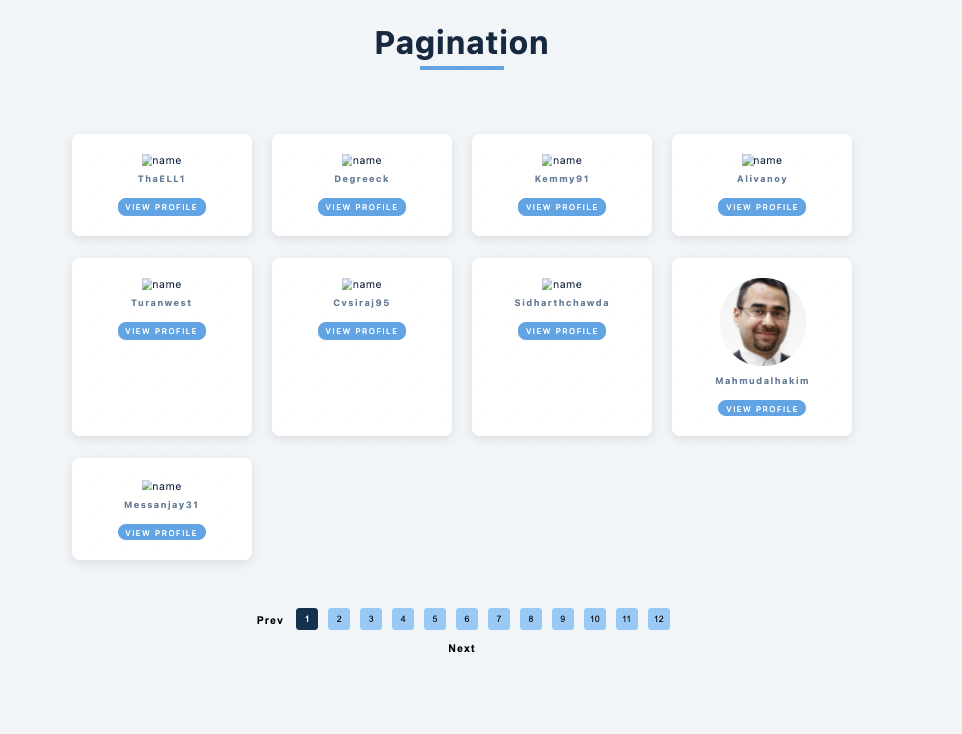 Pagination
name name name name
ThaELL1 Degreeck Kemmy91 Alivanoy
VIEW PROFILE VIEW PROFILE VIEW PROFILE VIEW PROFILE
name name name
Turanwest Cvsiraj95 Sidharthchawda
VIEW PROFILE VIEW PROFILE VIEW PROFILE
Mahmudalhakim
VIEW PROFILE
name
Messanjay31
VIEW PROFILE
Prev 1 2 3 4 5 6 7 8 9 10 11 12
Next